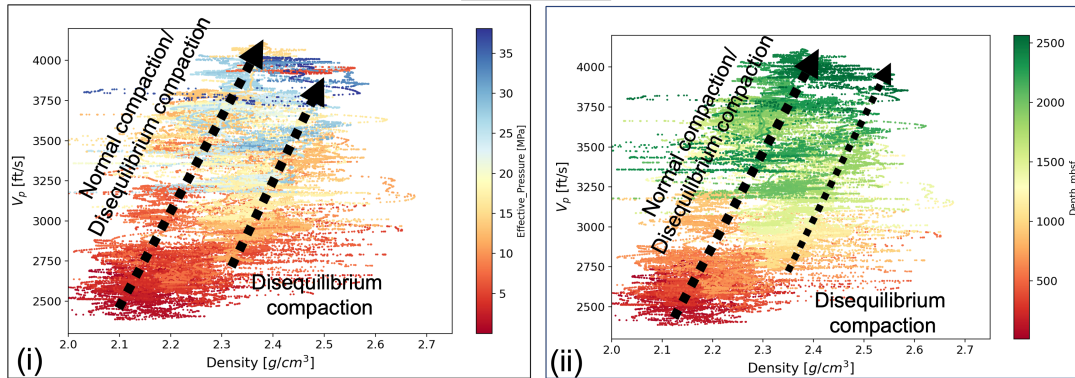 Normal compaction/
Disequilibrium compaction
4000
3750
3500
3250
3000
2750
2500
V_p [ft/s]
2.0 2.1 2.2 2.3 2.4 2.5 2.6 2.7
Density [g/cm³]
Disequilibrium
compaction
35
30
25
20
15
10
5
Effective_Pressure [MPa]
(i)
Normal compaction/
Disequilibrium compaction
4000
3750
3500
3250
3000
2750
2500
V_p [ft/s]
2.0 2.1 2.2 2.3 2.4 2.5 2.6 2.7
Density [g/cm³]
Disequilibrium
compaction
2500
2000
1500
1000
500
Depth_mbsf
(ii)